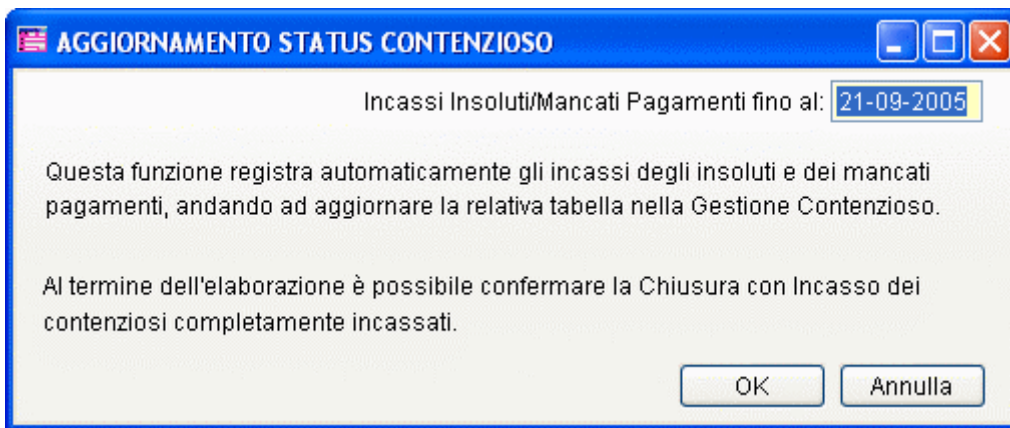 AGGIORNAMENTO STATUS CONTENZIOSO
Incassi Insoluti/Mancati Pagamenti fino al: 21-09-2005
Questa funzione registra automaticamente gli incassi degli insoluti e dei mancati
pagamenti, andando ad aggiornare la relativa tabella nella Gestione Contenzioso.
Al termine dell'elaborazione è possibile confermare la Chiusura con Incasso dei
contenziosi completamente incassati.
OK Annulla